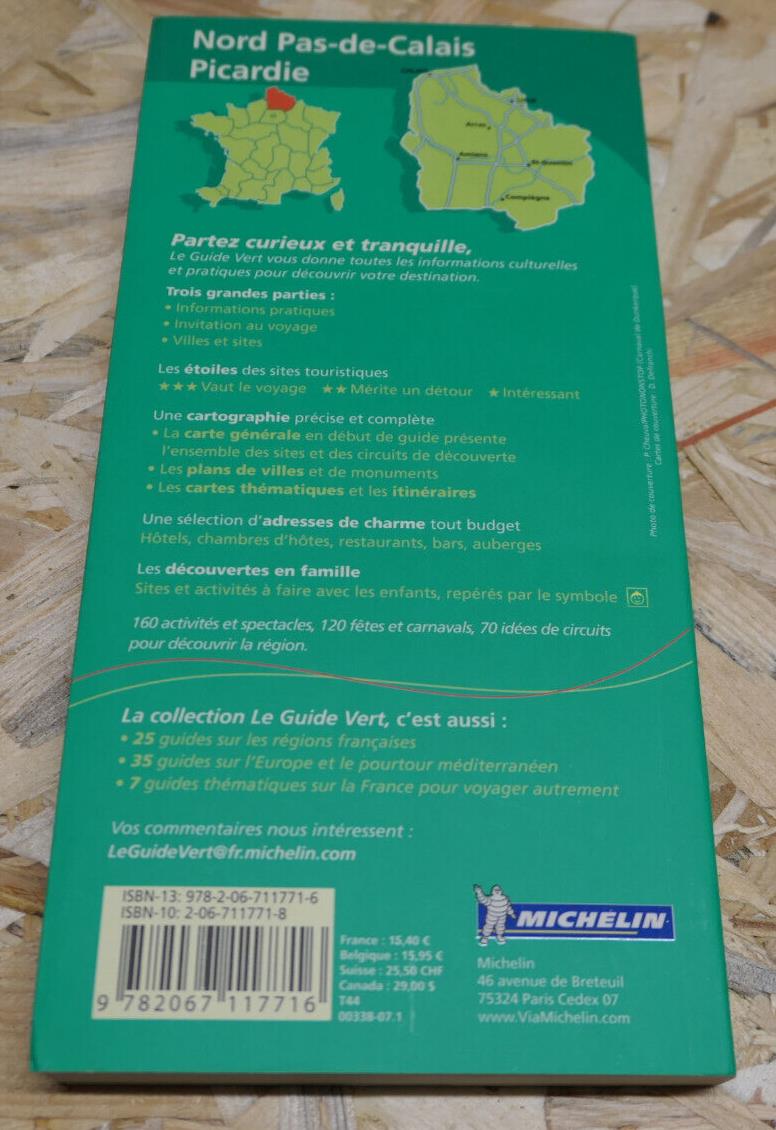 Nord Pas-de-Calais
Picardie
Arras
Amiens
St-Quentin
Compiègne
Partez curieux et tranquille,
Le Guide Vert vous donne toutes les informations culturelles
et pratiques pour découvrir votre destination.
Trois grandes parties :
• Informations pratiques
• Invitation au voyage
• Villes et sites
Les étoiles des sites touristiques
★★★ Vaut le voyage ★★ Mérite un détour ★ Intéressant
Une cartographie précise et complète
• La carte générale en début de guide présente
l'ensemble des sites et des circuits de découverte
• Les plans de villes et de monuments
• Les cartes thématiques et les itinéraires
Une sélection d'adresses de charme tout budget
Hôtels, chambres d'hôtes, restaurants, bars, auberges
Les découvertes en famille
Sites et activités à faire avec les enfants, repérés par le symbole
160 activités et spectacles, 120 fêtes et carnavals, 70 idées de circuits
pour découvrir la région.
La collection Le Guide Vert, c'est aussi :
• 25 guides sur les régions françaises
• 35 guides sur l'Europe et le pourtour méditerranéen
• 7 guides thématiques sur la France pour voyager autrement
Vos commentaires nous intéressent :
LeGuideVert@fr.michelin.com
ISBN-13: 978-2-06-711771-6
ISBN-10: 2-06-711771-8
9 782067 117716
France : 15,40 €
Belgique : 15,95 €
Suisse : 25,50 CHF
Canada : 29,00 $
T44
00338-07.1
MICHELIN
Michelin
46 avenue de Breteuil
75324 Paris Cedex 07
www.ViaMichelin.com
Photo de couverture : P. /PHOTONONSTOP (Carnaval de Dunkerque)
Cartes de couverture : D. Defranchi